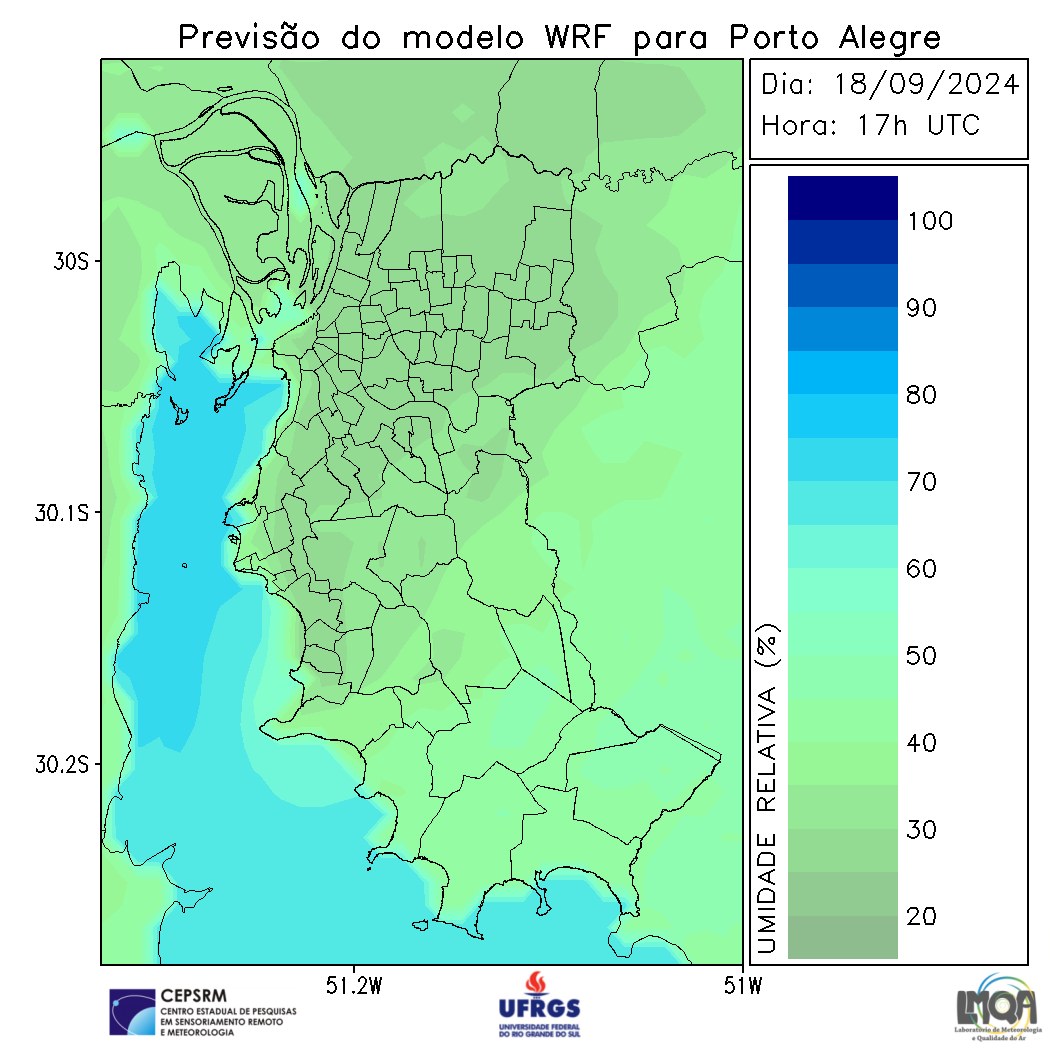 Previsão do modelo WRF para Porto Alegre
Dia: 18/09/2024
Hora: 17h UTC
30S
30.1S
30.2S
51.2W
51W
UMIDADE RELATIVA (%)
100
90
80
70
60
50
40
30
20
CEPSRM
CENTRO ESTADUAL DE PESQUISAS
EM SENSORIAMENTO REMOTO
E METEOROLOGIA
UFRGS
UNIVERSIDADE FEDERAL
DO RIO GRANDE DO SUL
LMQA
Laboratório de Meteorologia
e Qualidade do Ar